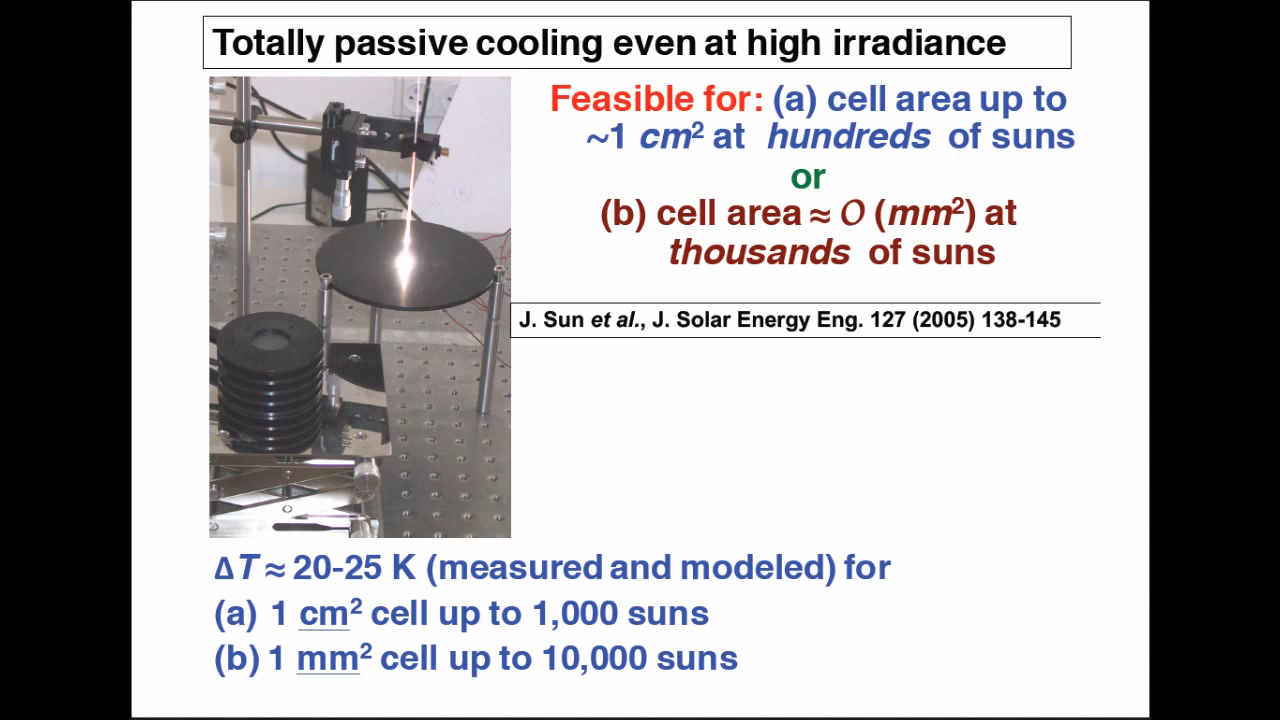 Totally passive cooling even at high irradiance
Feasible for: (a) cell area up to
~1 cm² at hundreds of suns
or
(b) cell area ≈ O (mm²) at
thousands of suns
J. Sun et al., J. Solar Energy Eng. 127 (2005) 138-145
ΔT ≈ 20-25 K (measured and modeled) for
(a) 1 cm² cell up to 1,000 suns
(b) 1 mm² cell up to 10,000 suns